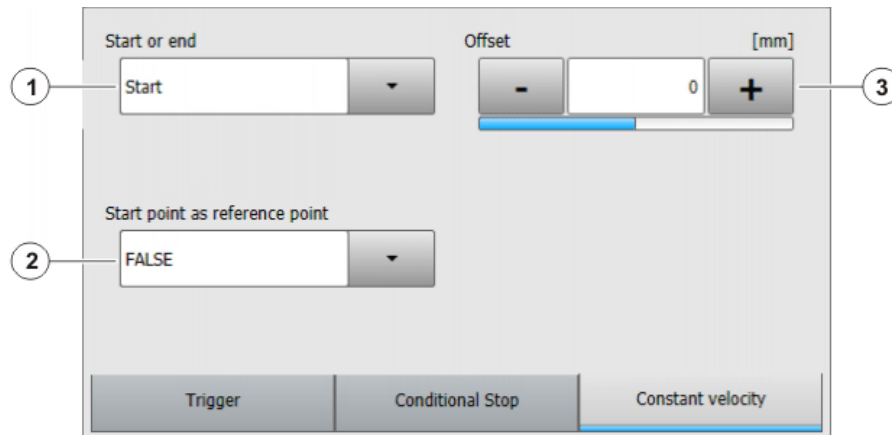 Start or end
Offset [mm]
1 Start - 0 + 3
Start point as reference point
2 FALSE
Trigger Conditional Stop Constant velocity